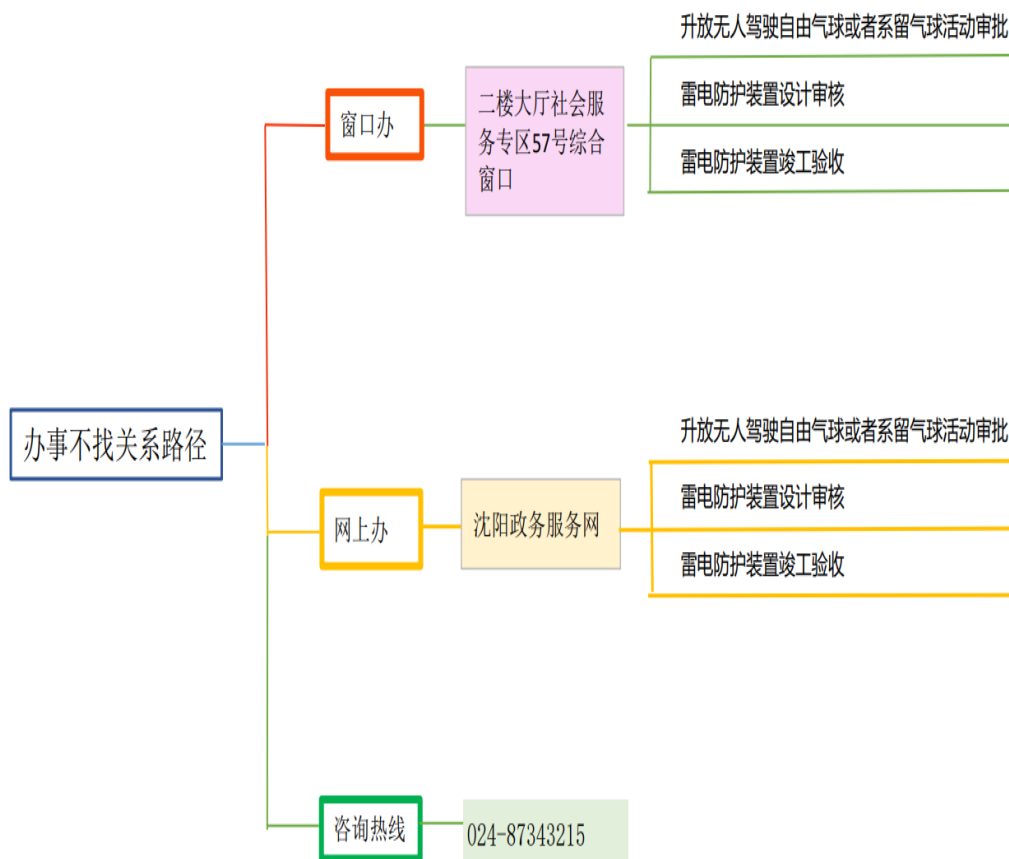 办事不找关系路径
窗口办
二楼大厅社会服
务专区57号综合
窗口
升放无人驾驶自由气球或者系留气球活动审批
雷电防护装置设计审核
雷电防护装置竣工验收
网上办
沈阳政务服务网
升放无人驾驶自由气球或者系留气球活动审批
雷电防护装置设计审核
雷电防护装置竣工验收
咨询热线
024-87343215